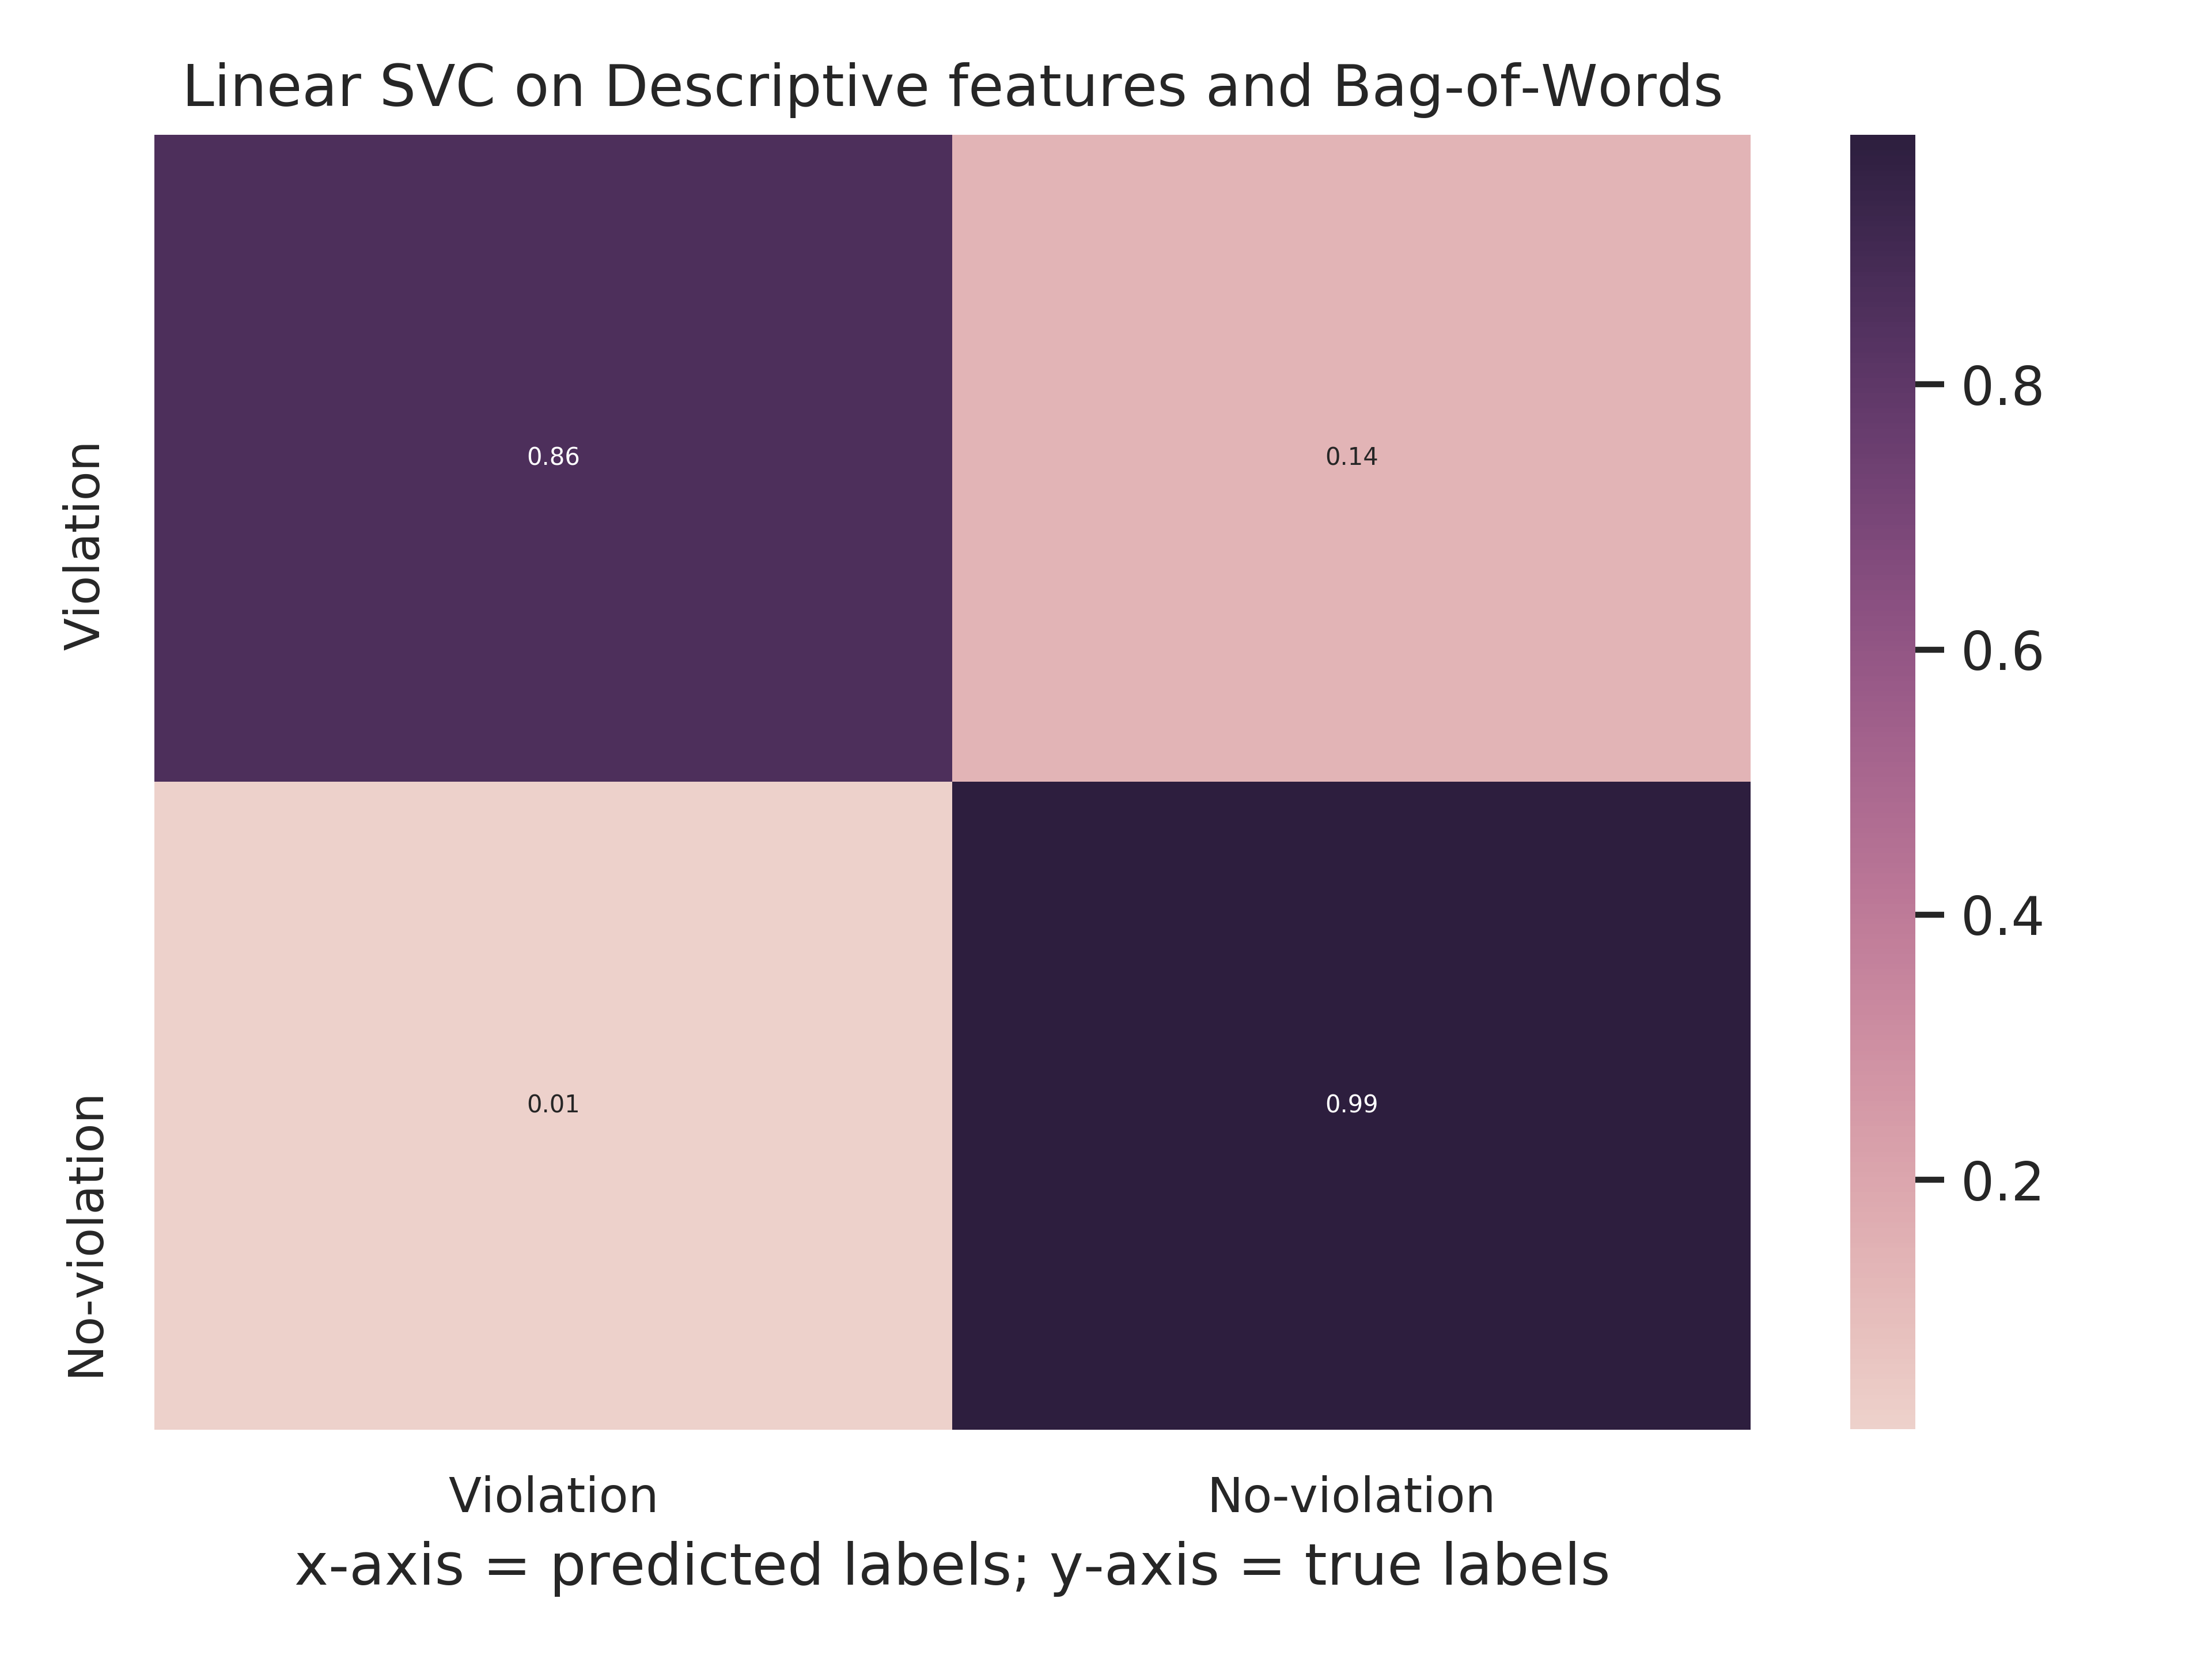 Linear SVC on Descriptive features and Bag-of-Words
Violation
0.86
0.14
0.8
0.6
0.4
0.2
No-violation
0.01
0.99
Violation
No-violation
x-axis = predicted labels; y-axis = true labels